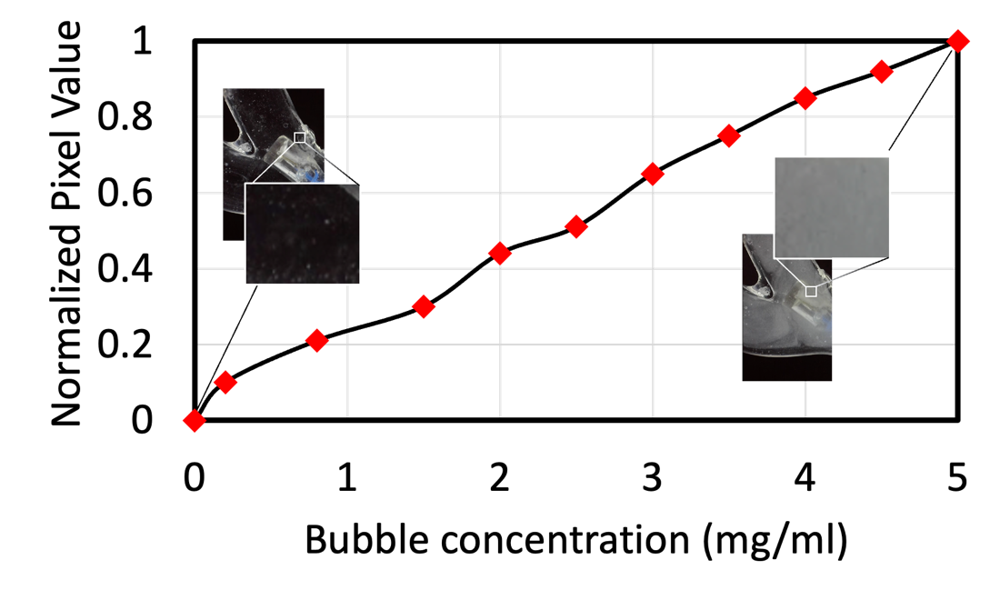 Normalized Pixel Value
1
0.8
0.6
0.4
0.2
0
0 1 2 3 4 5
Bubble concentration (mg/ml)